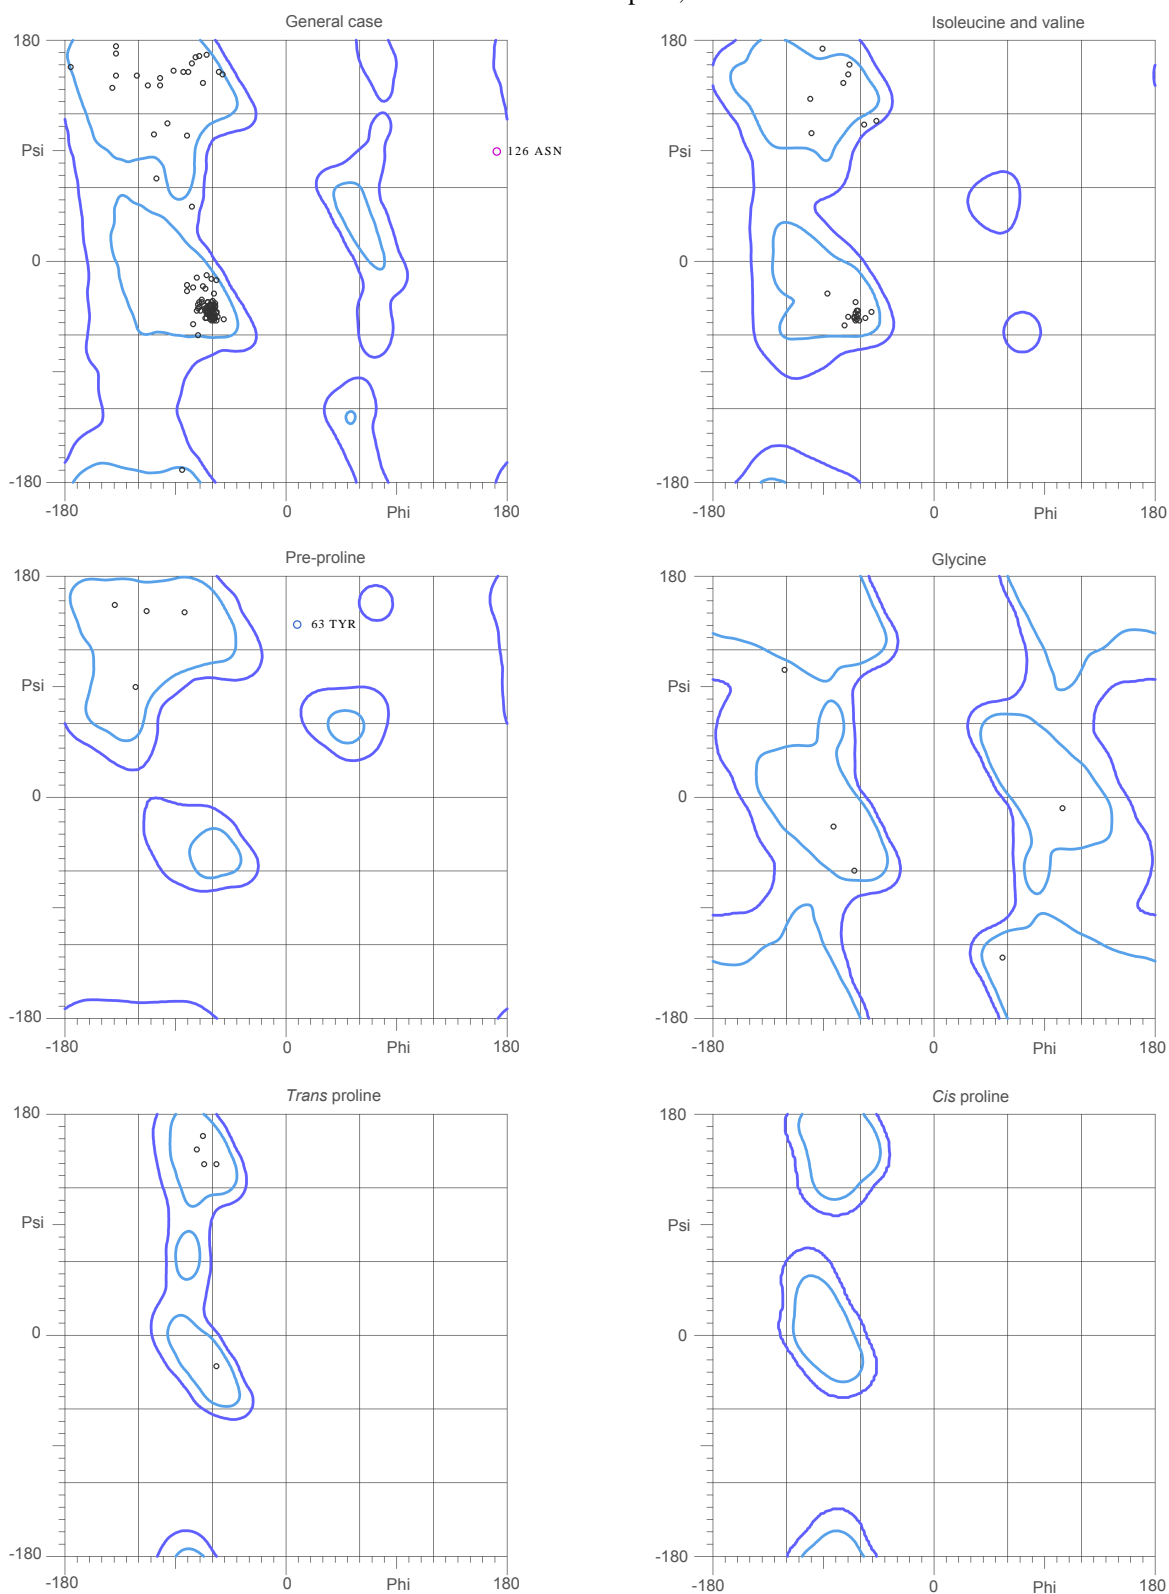 General case
Isoleucine and valine
180
180
Psi
126 ASN
Psi
0
0
-180
-180
-180
0
Phi
180
-180
0
Phi
180
Pre-proline
Glycine
180
180
63 TYR
Psi
Psi
0
0
-180
-180
-180
0
Phi
180
-180
0
Phi
180
Trans proline
Cis proline
180
180
Psi
Psi
0
0
-180
-180
-180
0
Phi
180
-180
0
Phi
180